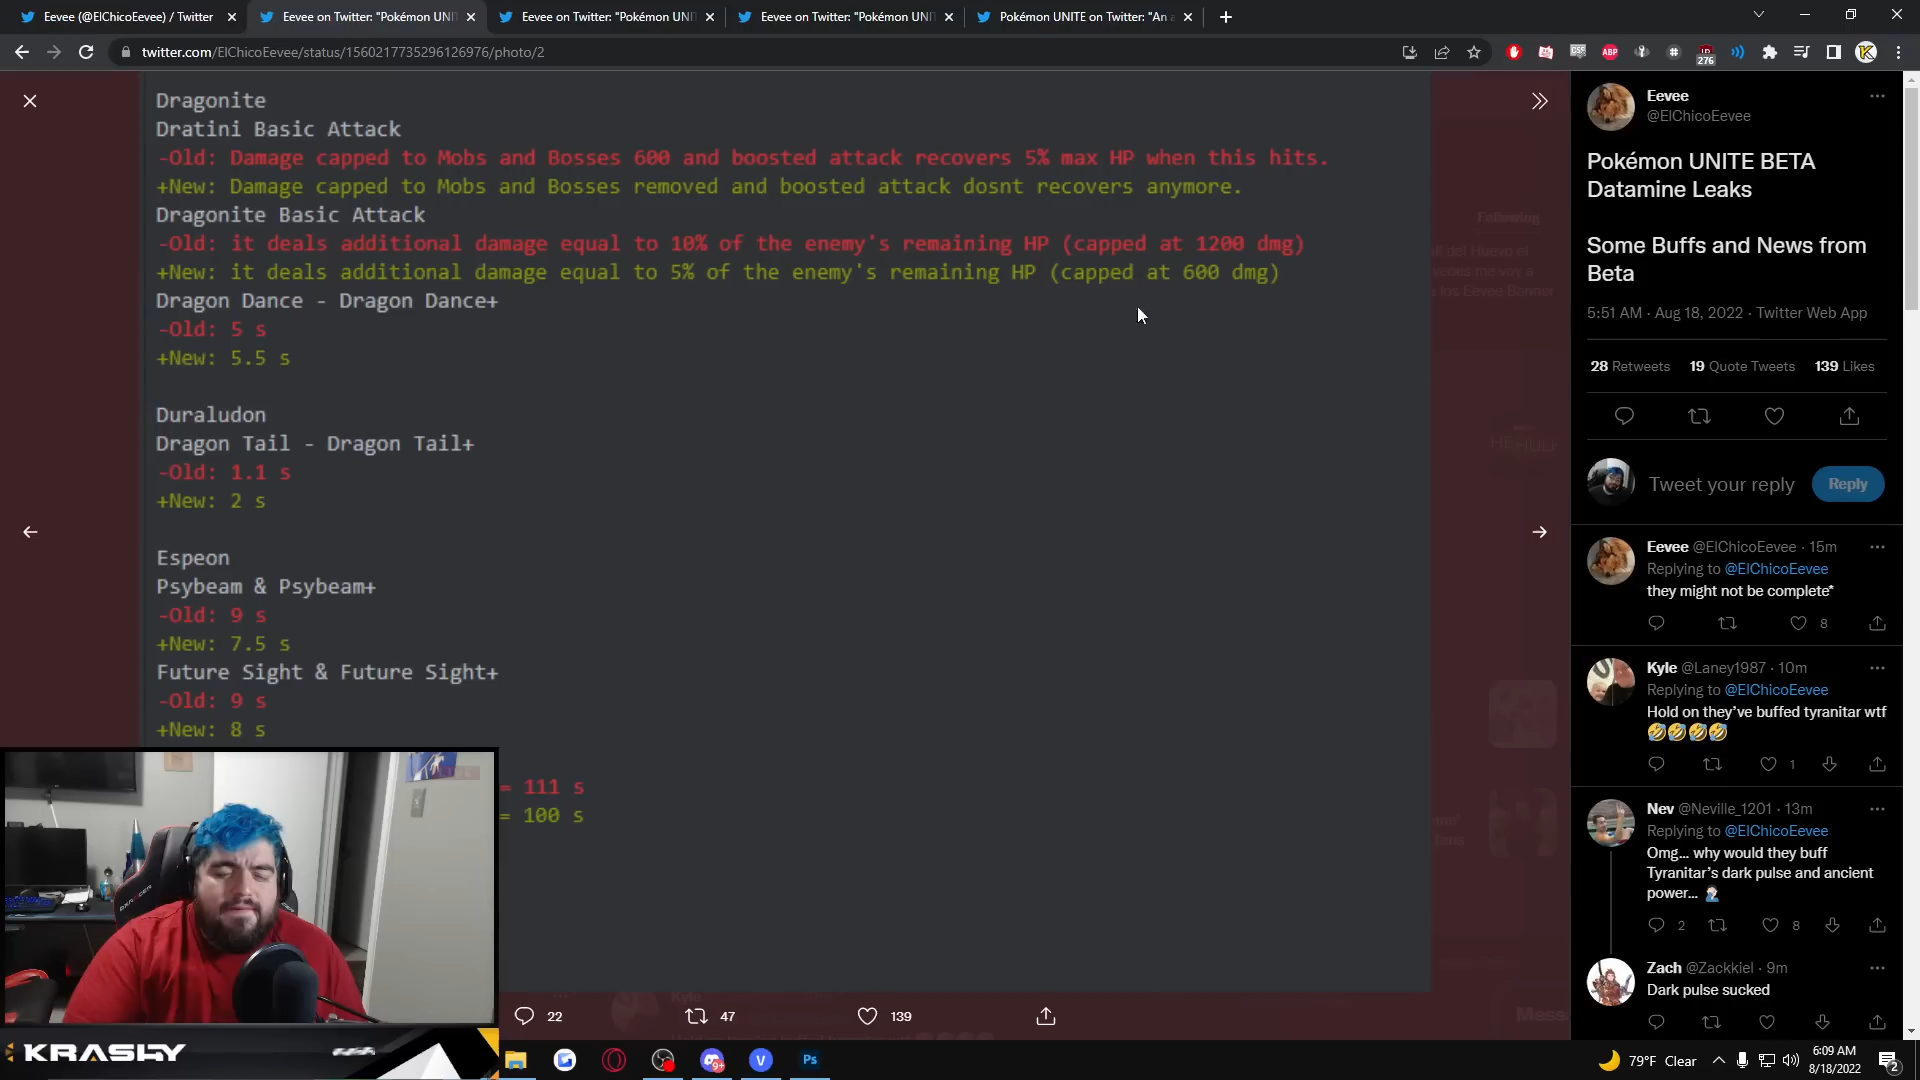 Eevee (@ElChicoEevee) / Twitter
Eevee on Twitter: "Pokémon UNI
Eevee on Twitter: "Pokémon UNI
Eevee on Twitter: "Pokémon UNI
Pokémon UNITE on Twitter: "An a
twitter.com/ElChicoEevee/status/1560217735296126976/photo/2
ABP
276
Dragonite
Dratini Basic Attack
-Old: Damage capped to Mobs and Bosses 600 and boosted attack recovers 5% max HP when this hits.
+New: Damage capped to Mobs and Bosses removed and boosted attack dosnt recovers anymore.
Dragonite Basic Attack
-Old: it deals additional damage equal to 10% of the enemy's remaining HP (capped at 1200 dmg)
+New: it deals additional damage equal to 5% of the enemy's remaining HP (capped at 600 dmg)
Dragon Dance - Dragon Dance+
-Old: 5 s
+New: 5.5 s
Duraludon
Dragon Tail - Dragon Tail+
-Old: 1.1 s
+New: 2 s
Espeon
Psybeam & Psybeam+
-Old: 9 s
+New: 7.5 s
Future Sight & Future Sight+
-Old: 9 s
+New: 8 s
= 111 s
= 100 s
22
47
139
Following
Eevee
@ElChicoEevee
Pokémon UNITE BETA
Datamine Leaks
Some Buffs and News from
Beta
5:51 AM · Aug 18, 2022 · Twitter Web App
28 Retweets 19 Quote Tweets 139 Likes
Tweet your reply
Reply
Eevee @ElChicoEevee · 15m
Replying to @ElChicoEevee
they might not be complete*
8
Kyle @Laney1987 · 10m
Replying to @ElChicoEevee
Hold on they've buffed tyranitar wtf
🤣🤣🤣🤣
1
Nev @Neville_1201 · 13m
Replying to @ElChicoEevee
Omg... why would they buff
Tyranitar's dark pulse and ancient
power...
2
8
Zach @Zackkiel · 9m
Dark pulse sucked
KRASHY
9+
V
Ps
79°F Clear
6:09 AM
8/18/2022
2